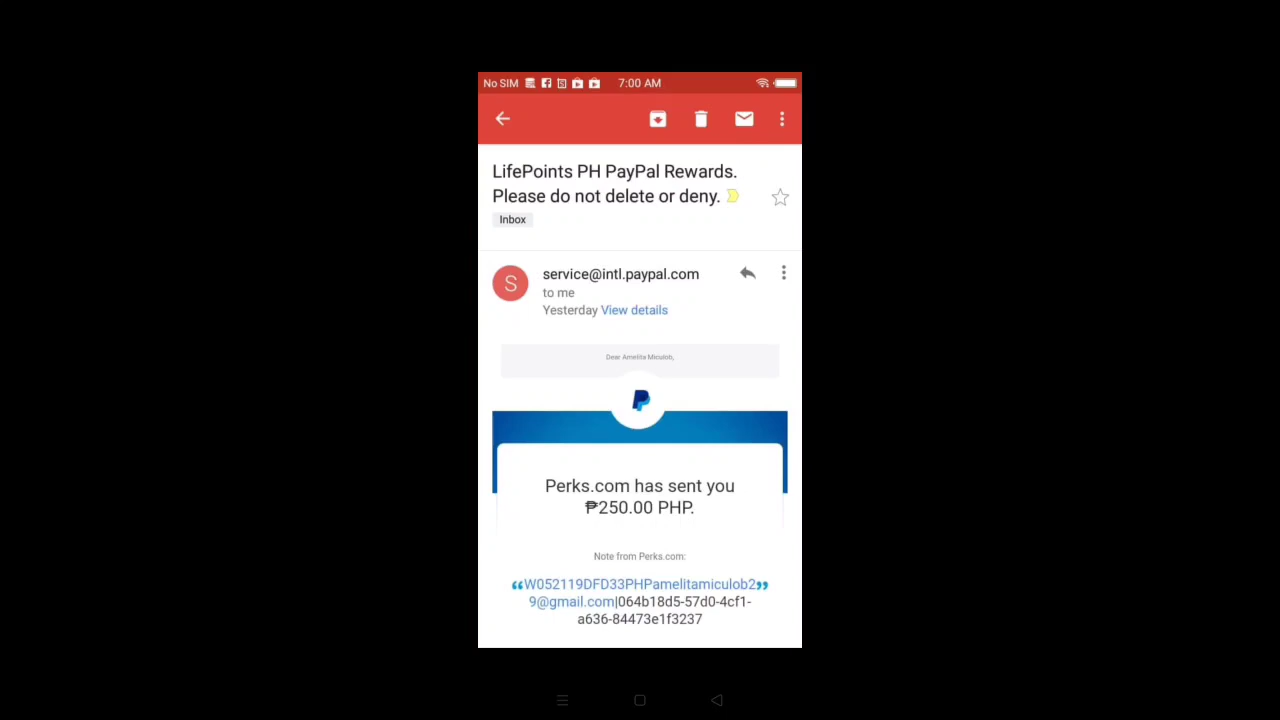 No SIM 7:00 AM
LifePoints PH PayPal Rewards.
Please do not delete or deny.
Inbox
S
service@intl.paypal.com
to me
Yesterday View details
Dear Amelita Miculob,
Perks.com has sent you
₱250.00 PHP.
Note from Perks.com:
“W052119DFD33PHPamelitamiculob2”
9@gmail.com|064b18d5-57d0-4cf1-
a636-84473e1f3237